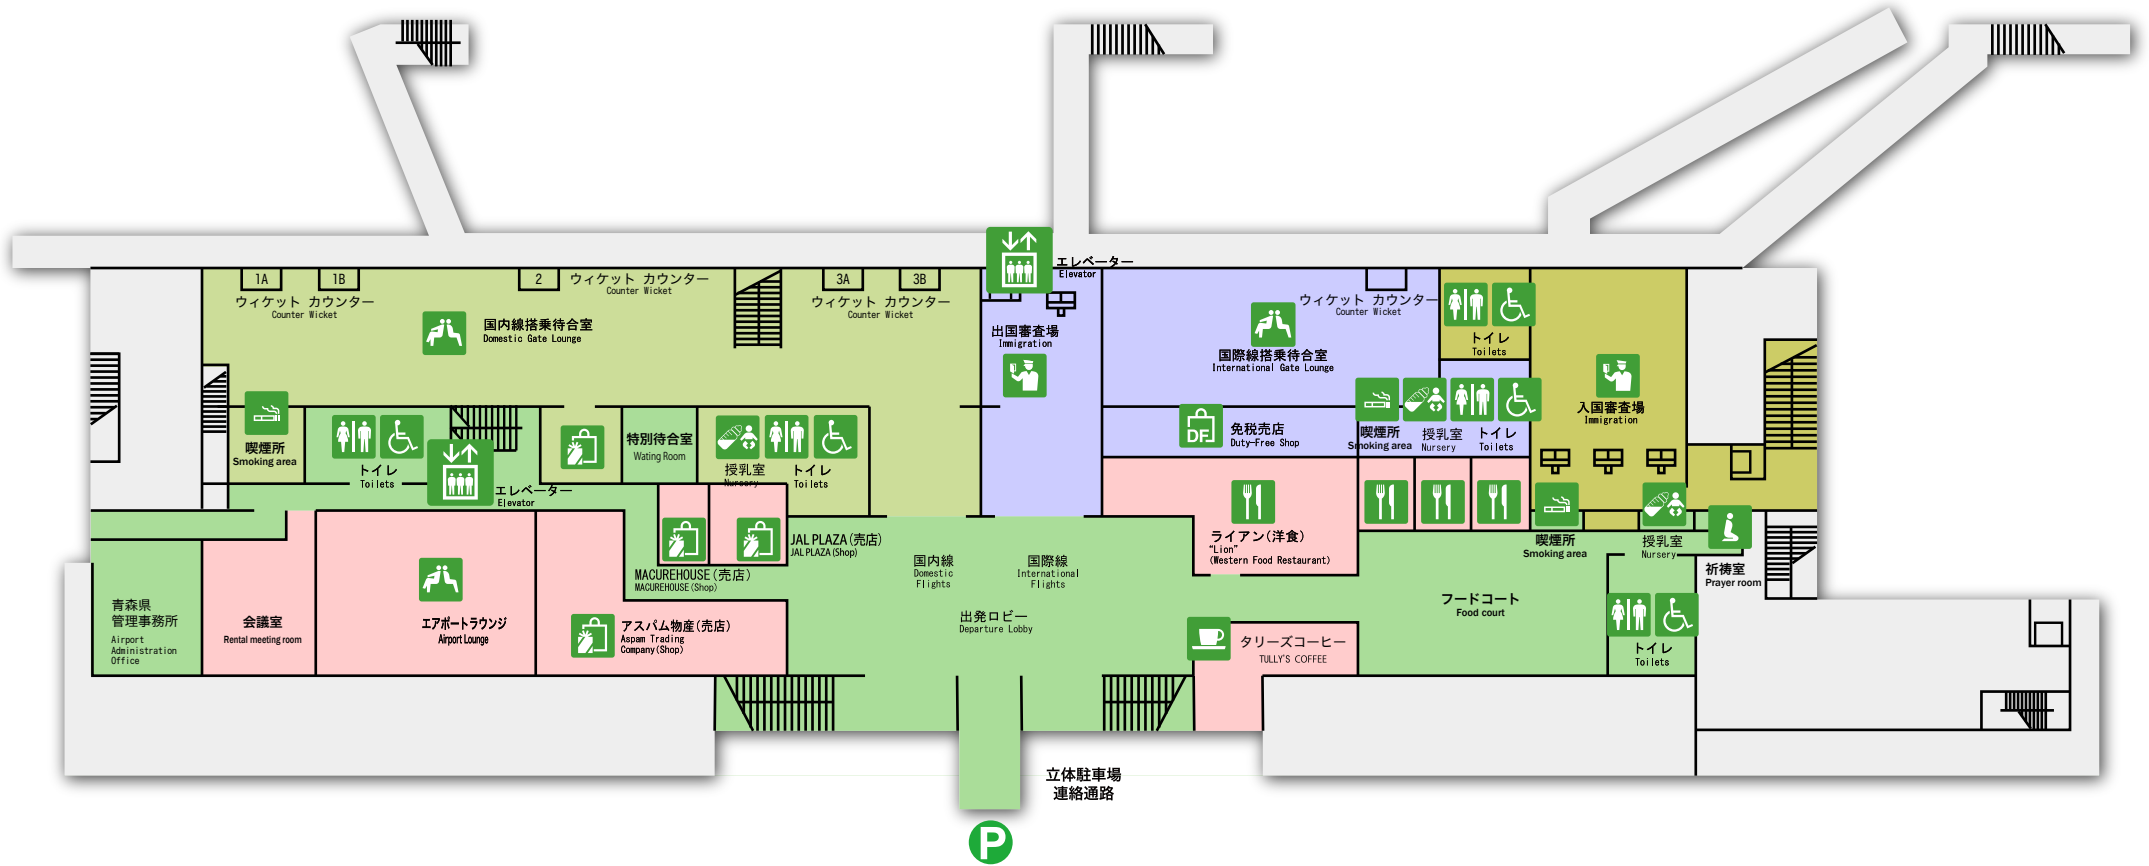 エレベーター
Elevator
1A
1B
2
ウィケット カウンター
Counter Wicket
3A
3B
ウィケット カウンター
Counter Wicket
ウィケット カウンター
Counter Wicket
ウィケット カウンター
Counter Wicket
国内線搭乗待合室
Domestic Gate Lounge
出国審査場
Immigration
国際線搭乗待合室
International Gate Lounge
トイレ
Toilets
入国審査場
Immigration
喫煙所
Smoking area
トイレ
Toilets
エレベーター
Elevator
特別待合室
Wating Room
授乳室
Nursery
トイレ
Toilets
DF
免税売店
Duty-Free Shop
喫煙所
Smoking area
授乳室
Nursery
トイレ
Toilets
JAL PLAZA（売店）
JAL PLAZA（Shop）
MACUREHOUSE（売店）
MACUREHOUSE（Shop）
国内線
Domestic
Flights
国際線
International
Flights
ライアン（洋食）
“Lion”
（Western Food Restaurant）
喫煙所
Smoking area
授乳室
Nursery
祈祷室
Prayer room
青森県
管理事務所
Airport
Administration
Office
会議室
Rental meeting room
エアポートラウンジ
Airport Lounge
アスパム物産（売店）
Aspam Trading
Company（Shop）
出発ロビー
Departure Lobby
タリーズコーヒー
TULLY'S COFFEE
フードコート
Food court
トイレ
Toilets
立体駐車場
連絡通路
P